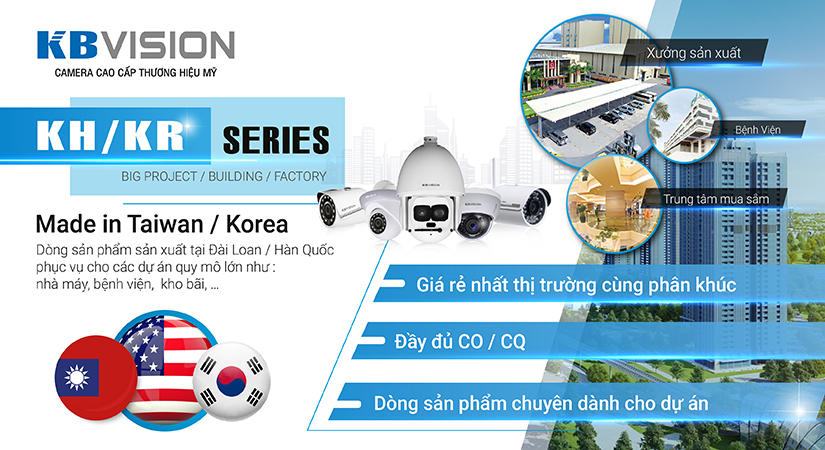 KBVISION
CAMERA CAO CẤP THƯƠNG HIỆU MỸ
KH/KR SERIES
BIG PROJECT / BUILDING / FACTORY
Made in Taiwan / Korea
Dòng sản phẩm sản xuất tại Đài Loan / Hàn Quốc
phục vụ cho các dự án quy mô lớn như :
nhà máy, bệnh viện, kho bãi, ...
Xưởng sản xuất
Bệnh Viện
Trung tâm mua sắm
KBVISION
Giá rẻ nhất thị trường cùng phân khúc
Đầy đủ CO / CQ
Dòng sản phẩm chuyên dành cho dự án